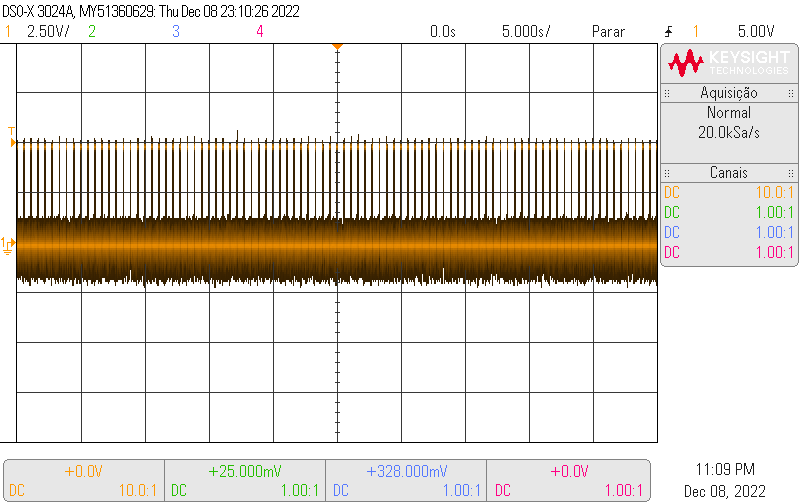 DSO-X 3024A, MY51360629: Thu Dec 08 23:10:26 2022
1 2.50V/ 2 3 4 0.0s 5.000s/ Parar 1 5.00V
KEYSIGHT
TECHNOLOGIES
Aquisição
Normal
20.0kSa/s
Canais
DC 10.0:1
DC 1.00:1
DC 1.00:1
DC 1.00:1
T
1
+0.0V +25.000mV +328.000mV +0.0V
DC 10.0:1 DC 1.00:1 DC 1.00:1 DC 1.00:1
11:09 PM
Dec 08, 2022